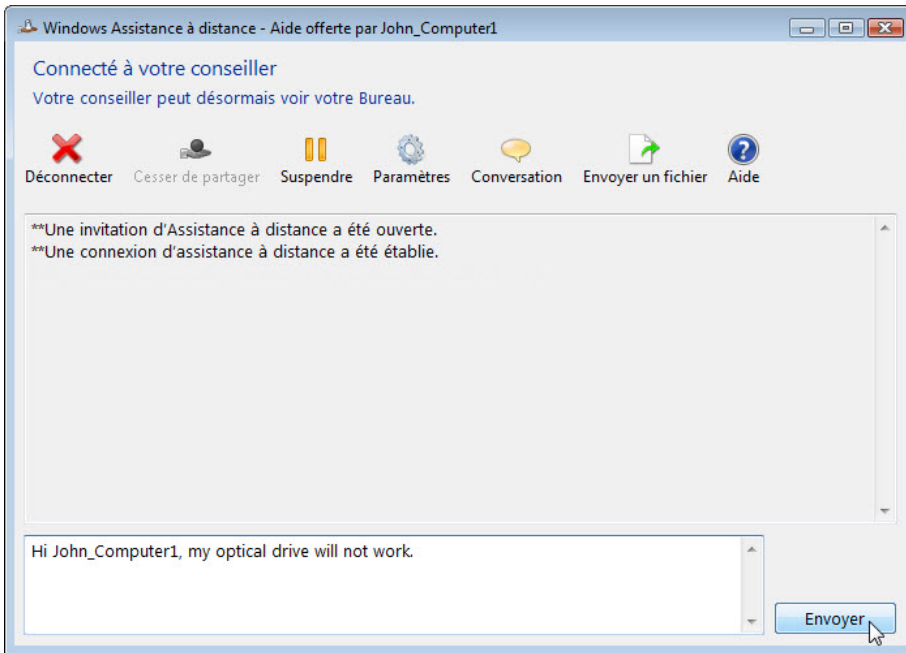 Windows Assistance à distance - Aide offerte par John_Computer1
Connecté à votre conseiller
Votre conseiller peut désormais voir votre Bureau.
Déconnecter Cesser de partager Suspendre Paramètres Conversation Envoyer un fichier Aide
**Une invitation d'Assistance à distance a été ouverte.
**Une connexion d'assistance à distance a été établie.
Hi John_Computer1, my optical drive will not work.
Envoyer